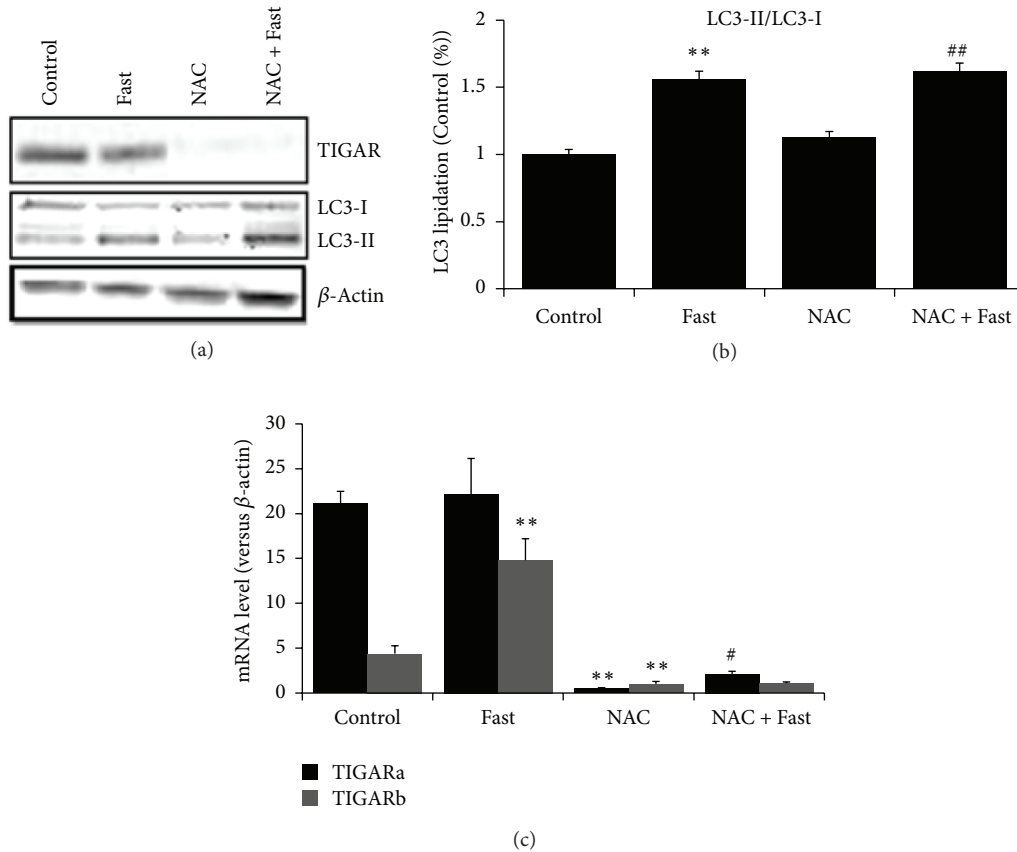 Control
Fast
NAC
NAC + Fast
TIGAR
LC3-I
LC3-II
β-Actin
(a)
LC3-II/LC3-I
LC3 lipidation (Control (%))
2
1.5
1
0.5
0
**
##
Control
Fast
NAC
NAC + Fast
(b)
mRNA level (versus β-actin)
30
25
20
15
10
5
0
**
**
**
#
Control
Fast
NAC
NAC + Fast
TIGARa
TIGARb
(c)